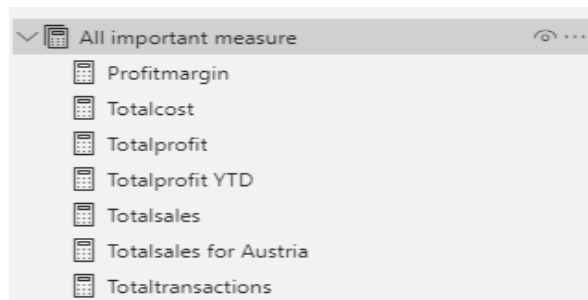 All important measure
Profitmargin
Totalcost
Totalprofit
Totalprofit YTD
Totalsales
Totalsales for Austria
Totaltransactions